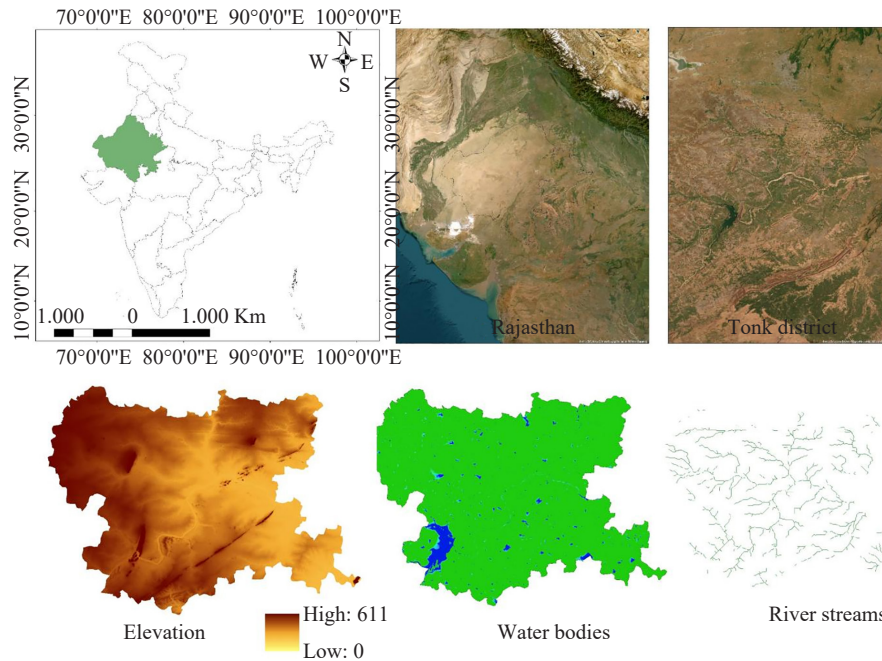 70°0'0"E 80°0'0"E 90°0'0"E 100°0'0"E
N
W E
S
30°0'0"N
20°0'0"N
10°0'0"N
30°0'0"N
20°0'0"N
10°0'0"N
1.000 0 1.000 Km
70°0'0"E 80°0'0"E 90°0'0"E 100°0'0"E
Rajasthan
Tonk district
High: 611
Low: 0
Elevation
Water bodies
River streams